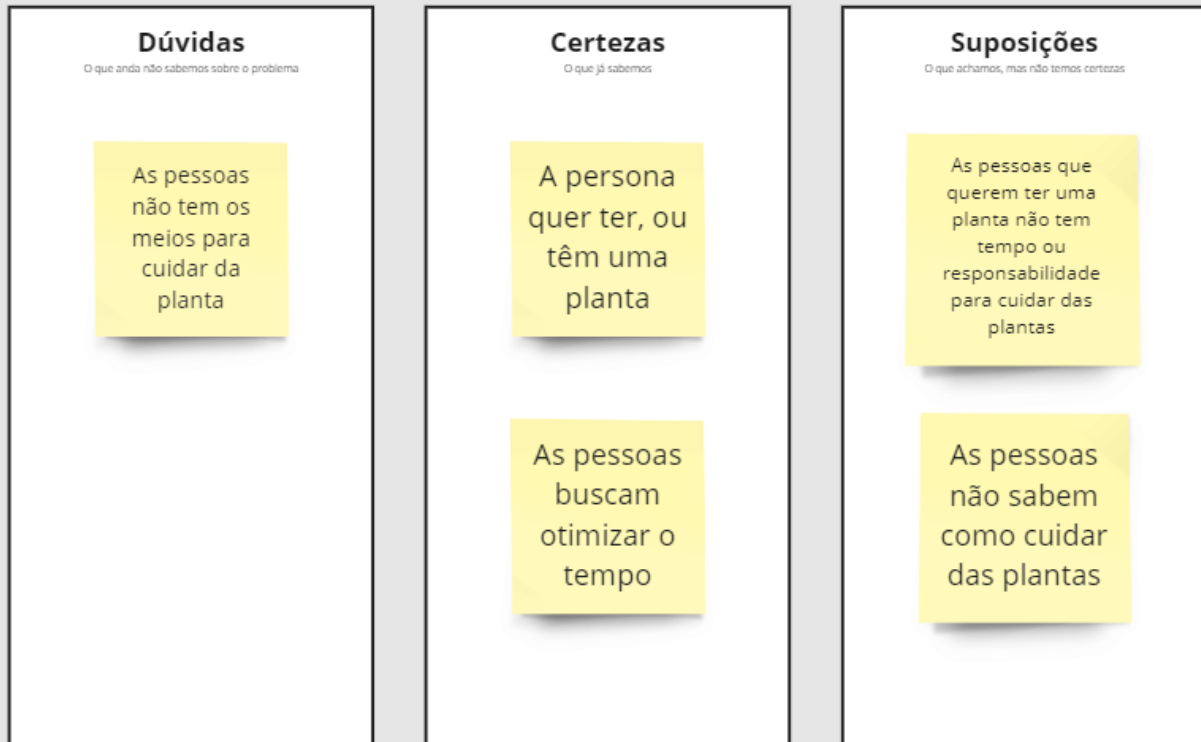 Dúvidas
O que anda não sabemos sobre o problema
As pessoas
não tem os
meios para
cuidar da
planta
Certezas
O que já sabemos
A persona
quer ter, ou
têm uma
planta
As pessoas
buscam
otimizar o
tempo
Suposições
O que achamos, mas não temos certezas
As pessoas que
querem ter uma
planta não tem
tempo ou
responsabilidade
para cuidar das
plantas
As pessoas
não sabem
como cuidar
das plantas